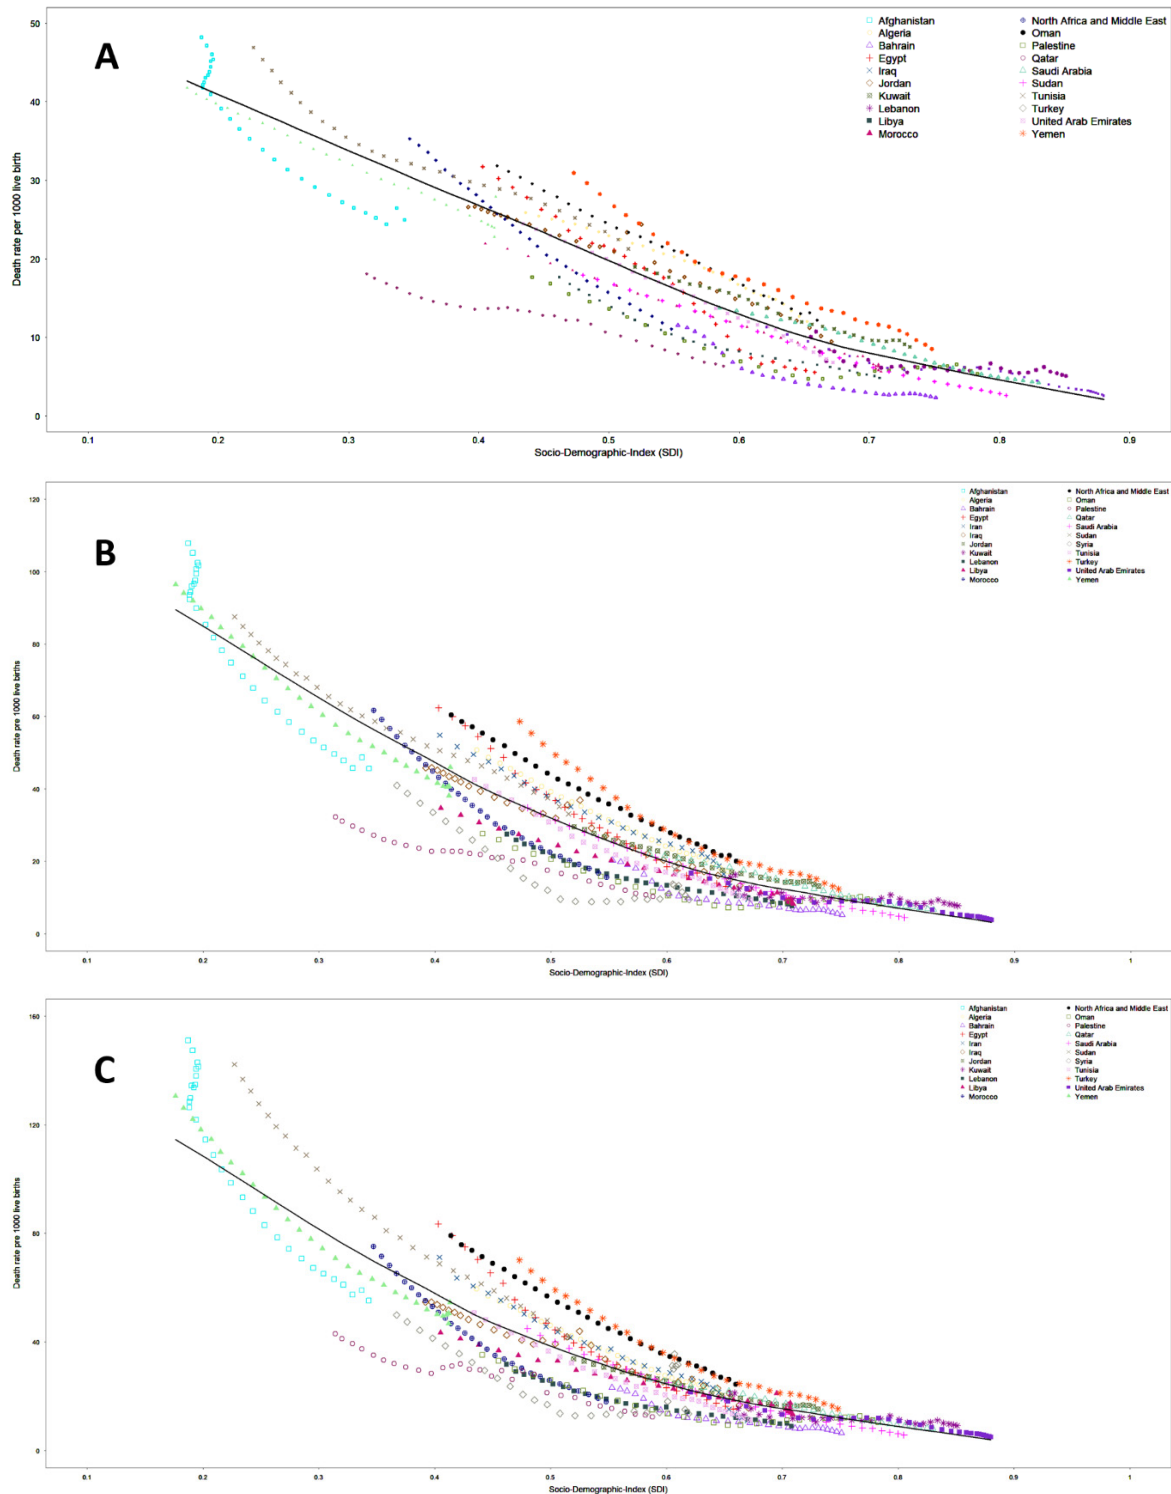 A
50
40
30
20
10
0
Death rate per 1000 live birth
0.1 0.2 0.3 0.4 0.5 0.6 0.7 0.8 0.9
Socio-Demographic-Index (SDI)
Afghanistan North Africa and Middle East
Algeria Oman
Bahrain Palestine
Egypt Qatar
Iraq Saudi Arabia
Jordan Sudan
Kuwait Tunisia
Lebanon Turkey
Libya United Arab Emirates
Morocco Yemen
B
120
100
80
60
40
20
0
Death rate pre 1000 live births
0.1 0.2 0.3 0.4 0.5 0.6 0.7 0.8 0.9 1
Socio-Demographic-Index (SDI)
Afghanistan North Africa and Middle East
Algeria Oman
Bahrain Palestine
Egypt Qatar
Iran Saudi Arabia
Iraq Sudan
Jordan Syria
Kuwait Tunisia
Lebanon Turkey
Libya United Arab Emirates
Morocco Yemen
C
160
120
80
40
0
Death rate pre 1000 live births
0.1 0.2 0.3 0.4 0.5 0.6 0.7 0.8 0.9 1
Socio-Demographic-Index (SDI)
Afghanistan North Africa and Middle East
Algeria Oman
Bahrain Palestine
Egypt Qatar
Iran Saudi Arabia
Iraq Sudan
Jordan Syria
Kuwait Tunisia
Lebanon Turkey
Libya United Arab Emirates
Morocco Yemen